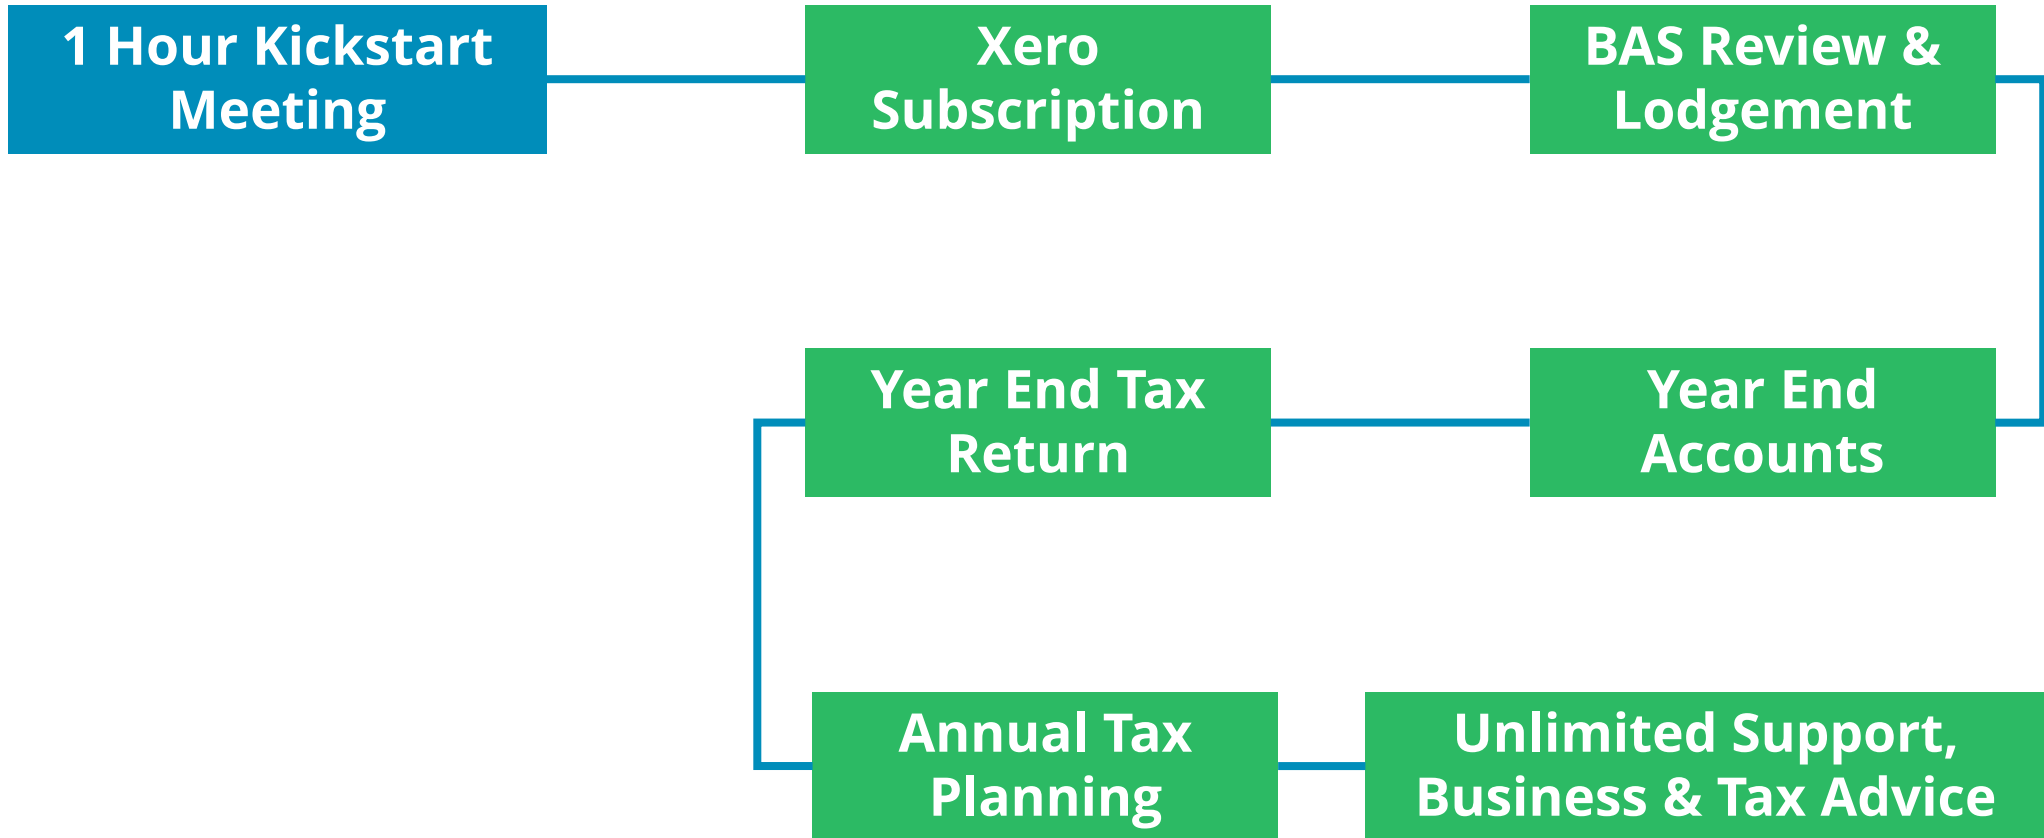 1 Hour Kickstart
Meeting
Xero
Subscription
BAS Review &
Lodgement
Year End Tax
Return
Year End
Accounts
Annual Tax
Planning
Unlimited Support,
Business & Tax Advice